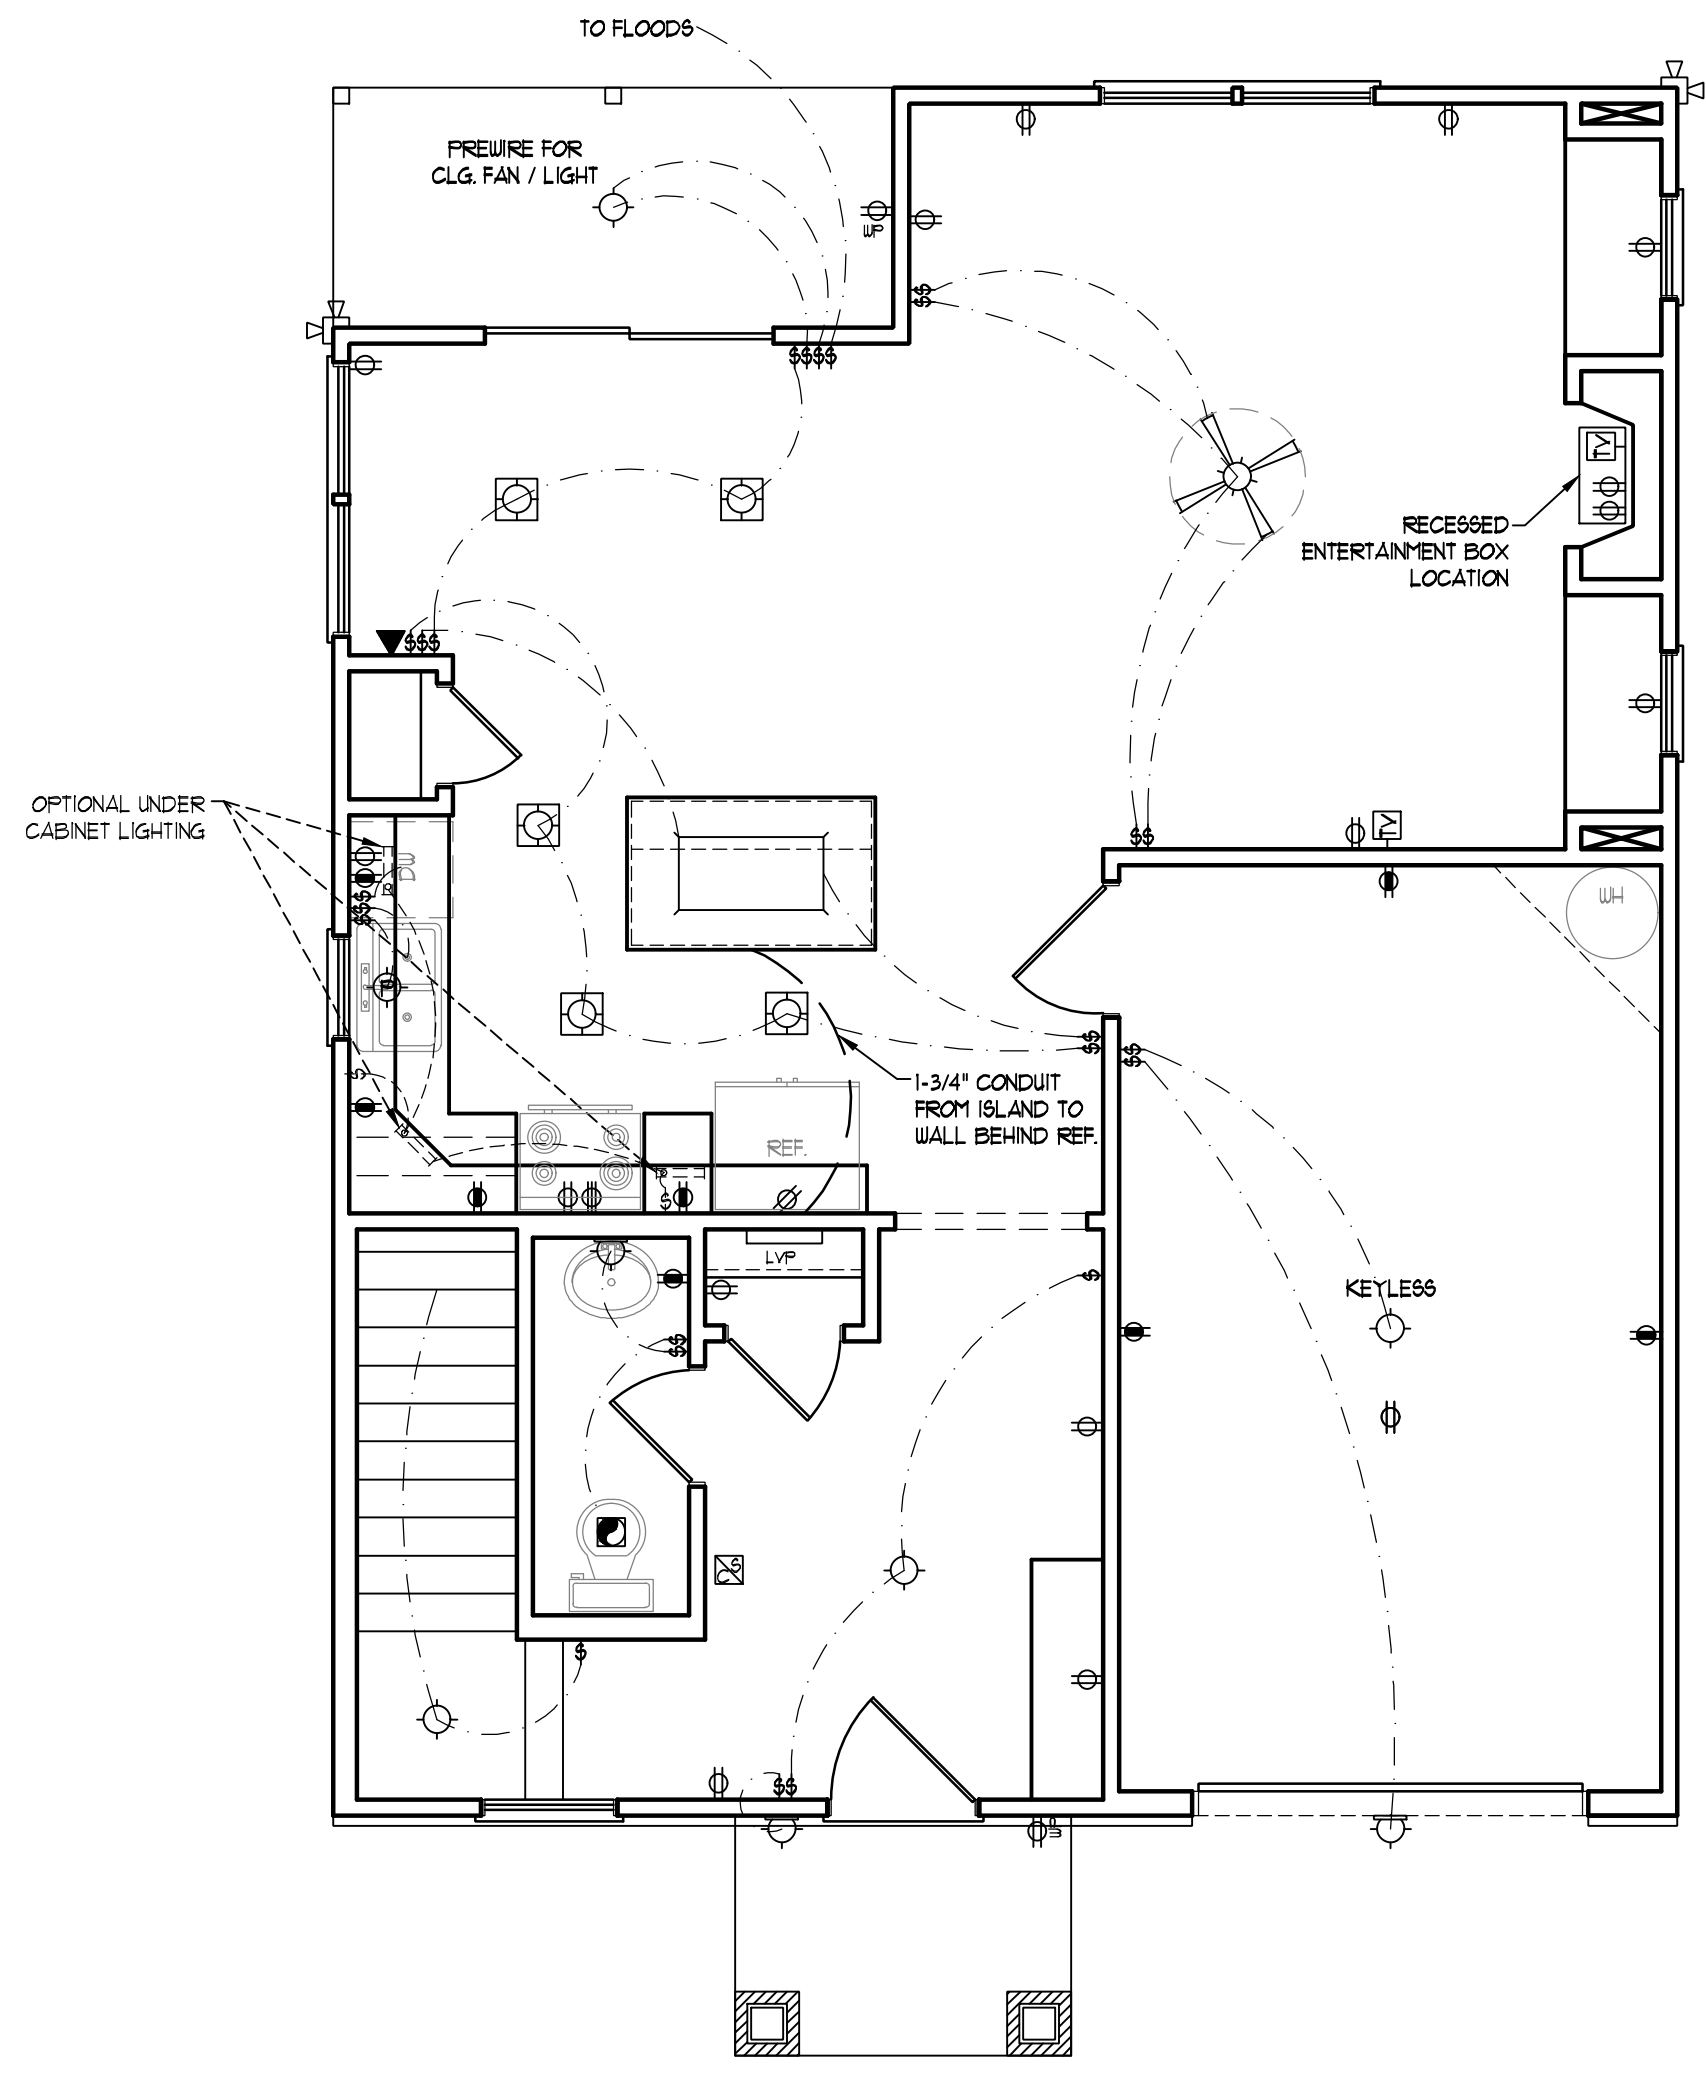 TO FLOODS
PREWIRE FOR
CLG. FAN / LIGHT
WP
$$
$$$$
TV
RECESSED
ENTERTAINMENT BOX
LOCATION
$$$
OPTIONAL UNDER
CABINET LIGHTING
DW
$$$
$$
TV
WH
$
$$
$$
1-3/4" CONDUIT
FROM ISLAND TO
WALL BEHIND REF.
REF.
$
LVP
$
KEYLESS
$$
CS
$
$$
WP